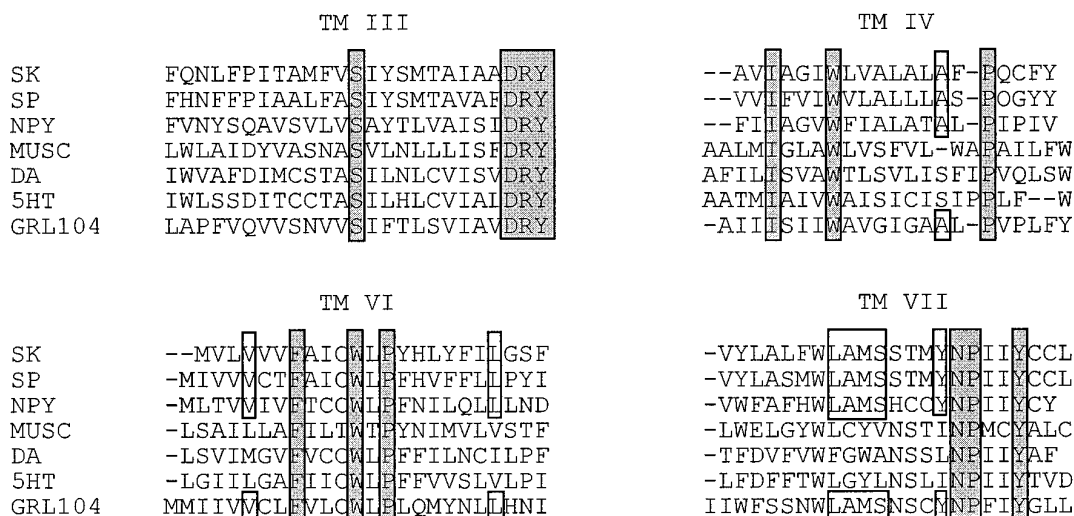 TM III
SK FQNLFPITAMFVSIYSMTAIAADRY
SP FHNFFPIAALFASIYSMTAVAFDRY
NPY FVNYSQAVSVLVSAYTLVAISIDRY
MUSC LWLAIDYVASNASVLNLLLISFDRY
DA IWVAFDIMCSTASILNLCVISVDRY
5HT IWLSSDITCCTASILHLCVIALDRY
GRL104 LAPFVQVVSNVVSIFTLSVIAVDRY
TM IV
--AVIAGIWLVALALAF-PQCFY
--VVIFVIWVLALLLAS-POGYY
--FIIAGVWFIALATAL-PIPIV
AALMIGLAWLVSFVL-WAPAILFW
AFILISVAWTLSVLISFIPVQLSW
AATMIAIVWAISICISIPPLF--W
-AIIISIIWAVGIGAAL-PVPLFY
TM VI
SK --MVLVVVFAICWLPYHLYFILGSF
SP -MIVVVCTFAICWLPFHVFFLLPYI
NPY -MLTVVIVFTCCWLPFNILQLLLND
MUSC -LSAILLAFILTWTPYNIMVLVSTF
DA -LSVIMGVFVCCWLPFFILNCILPF
5HT -LGIILGAFIICWLPFFVVSLVLPI
GRL104 MMIIVVCLFVLCWLPLQMYNLLHNI
TM VII
-VYLALFWLAMSSTMYNPIIYCCL
-VYLASMWLAMSSTMYNPIIYCCL
-VWFAFHWLAMSHCCYNPIIYCY
-LWELGYWLCYVNSTINPMCYALC
-TFDVFVWFGWANSSLNPIIYAF
-LFDFFTWLGYLNSLINPIIYTVD
IIWFSSNWLAMSNSCYNPFIYGLL